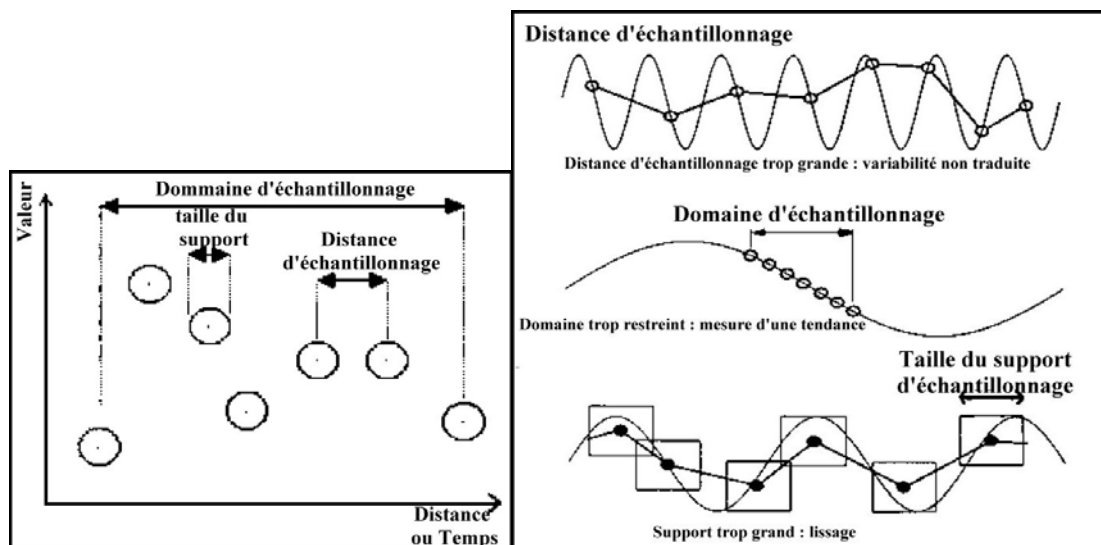 Valeur
Dommaine d'échantillonnage
taille du
support
Distance
d'échantillonnage
Distance
ou Temps
Distance d'échantillonnage
Distance d'échantillonnage trop grande : variabilité non traduite
Domaine d'échantillonnage
Domaine trop restreint : mesure d'une tendance
Taille du support
d'échantillonnage
Support trop grand : lissage